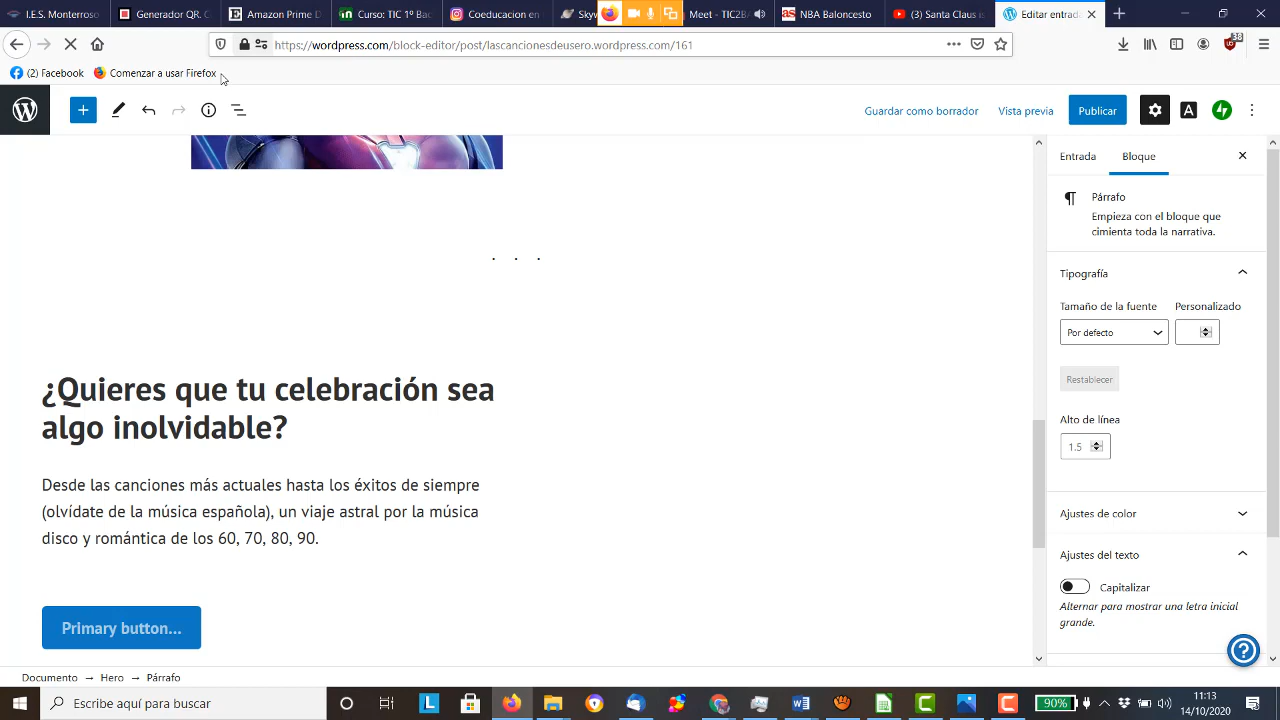 I.E.S. Monterroso
Generador QR. C
Amazon Prime D
Curso: TIC 1º Bac
Coeducacion en
Skyw
Meet - TIC2BA
NBA Baloncesto
(3) Santa Claus is
Editar entrada
https://wordpress.com/block-editor/post/lascancionesdeusero.wordpress.com/161
38
(2) Facebook
Comenzar a usar Firefox
Guardar como borrador
Vista previa
Publicar
A
Entrada
Bloque
Párrafo
Empieza con el bloque que
cimienta toda la narrativa.
. . .
Tipografía
Tamaño de la fuente
Personalizado
Por defecto
Restablecer
¿Quieres que tu celebración sea
algo inolvidable?
Alto de línea
1.5
Desde las canciones más actuales hasta los éxitos de siempre
(olvídate de la música española), un viaje astral por la música
disco y romántica de los 60, 70, 80, 90.
Ajustes de color
Ajustes del texto
Capitalizar
Alternar para mostrar una letra inicial
grande.
Primary button...
Documento → Hero → Párrafo
Escribe aquí para buscar
90%
11:13
14/10/2020